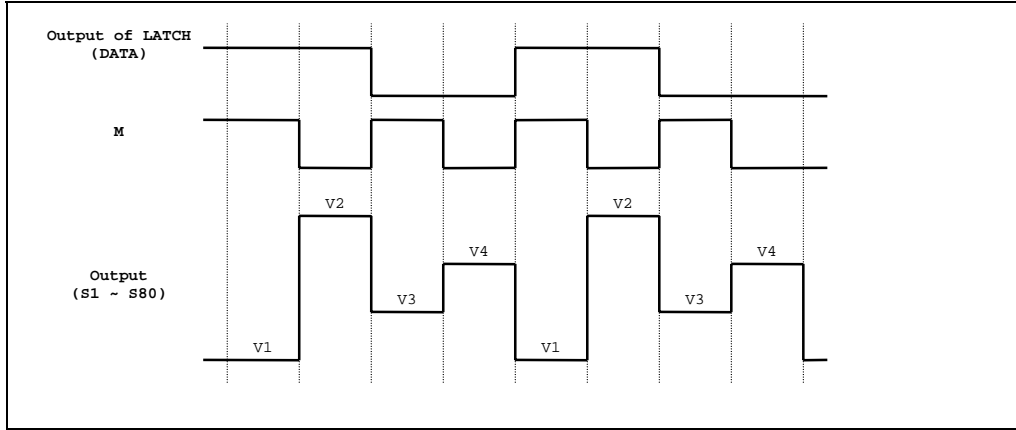 Output of LATCH
(DATA)
M
V2
V2
V4
V4
Output
(S1 ~ S80)
V3
V3
V1
V1